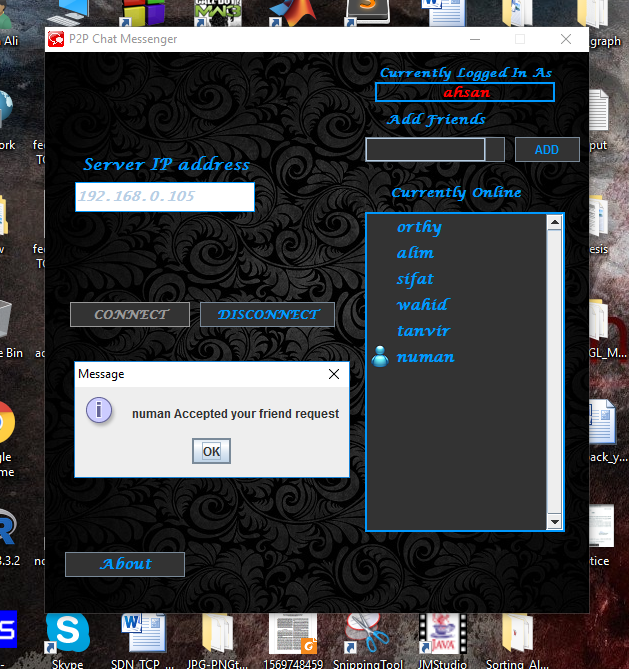 Ali
graph
P2P Chat Messenger
Currently Logged In As
ahsan
Add Friends
ADD
Server IP address
192.168.0.105
Currently Online
orthy
alim
sifat
wahid
tanvir
numan
CONNECT
DISCONNECT
Message
numan Accepted your friend request
OK
About
ork
fe
put
TC
v
fe
esis
TC
e Bin
ac
GL_M...
gle
me
ack_y...
3.3.2
no
tice
Skype
SDN_TCP_...
JPG-PNGt...
1569748459
SnippingTool
JMStudio
Sorting_Al...